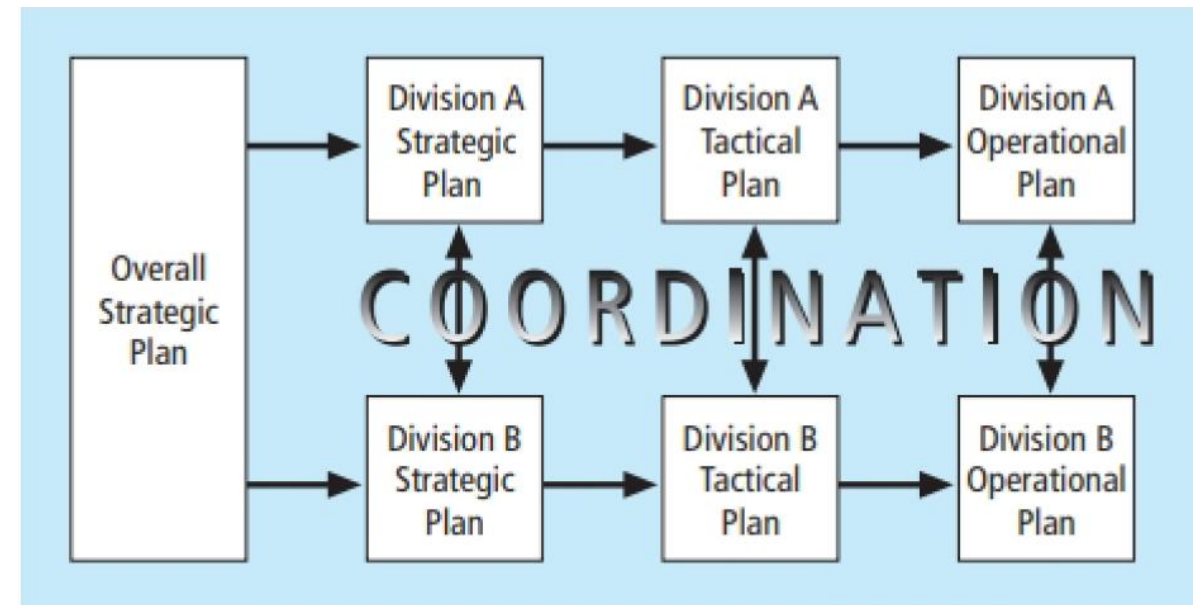 Overall
Strategic
Plan
Division A
Strategic
Plan
Division A
Tactical
Plan
Division A
Operational
Plan
COORDINATION
Division B
Strategic
Plan
Division B
Tactical
Plan
Division B
Operational
Plan